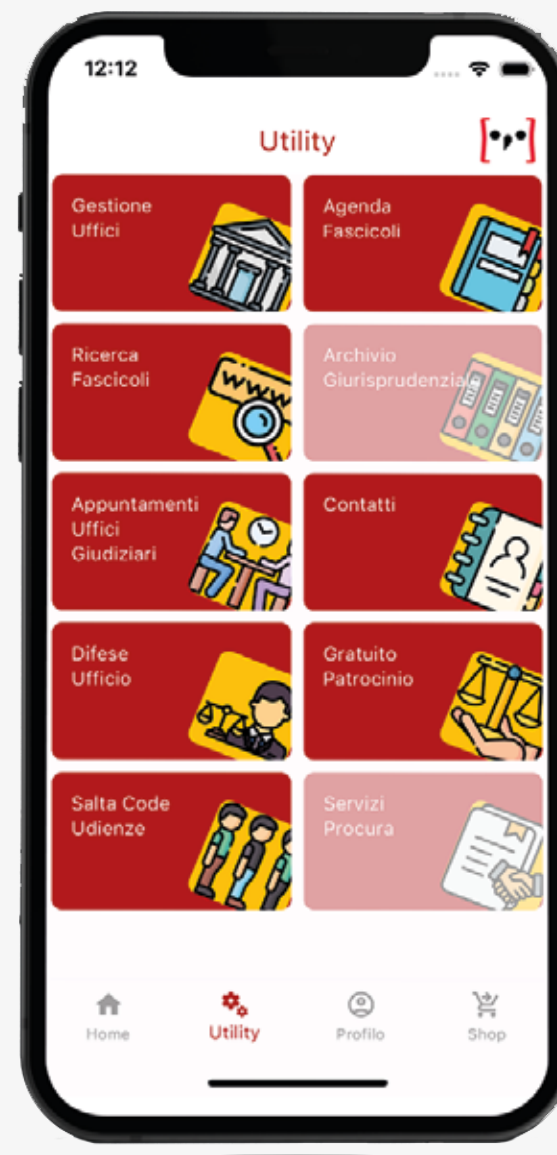 12:12
Utility
Gestione
Uffici
Agenda
Fascicoli
Ricerca
Fascicoli
www
Archivio
Giurisprudenziale
Appuntamenti
Uffici
Giudiziari
Contatti
Difese
Ufficio
Gratuito
Patrocinio
Salta Code
Udienze
Servizi
Procura
Home
Utility
Profilo
Shop